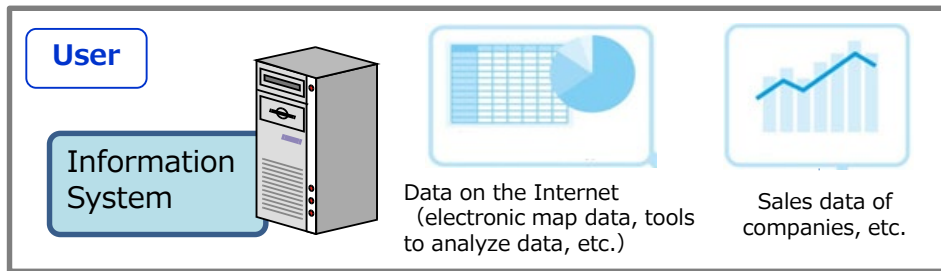 User
Information
System
Data on the Internet
（electronic map data, tools
to analyze data, etc.）
Sales data of
companies, etc.